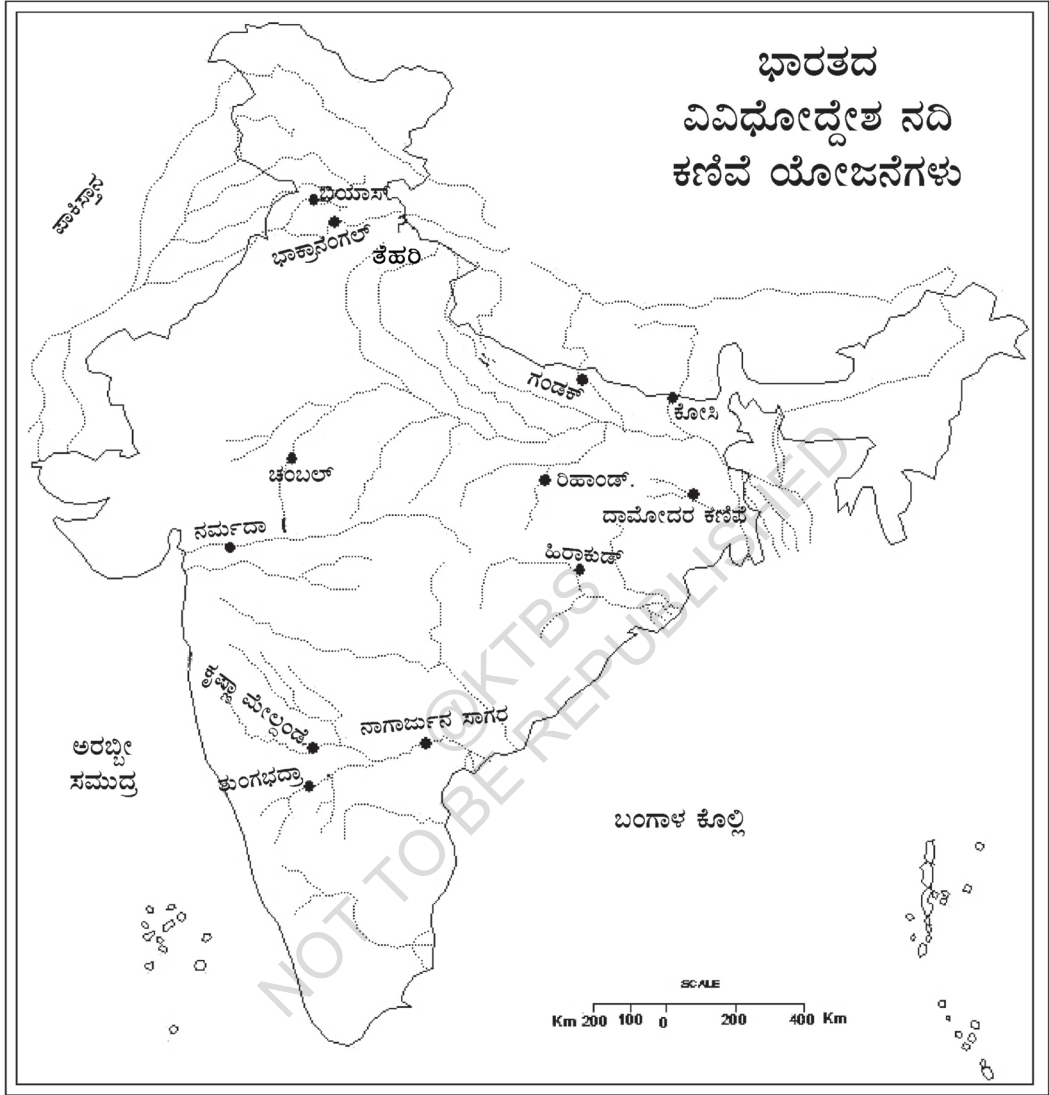 ಭಾರತದ
ವಿವಿಧೋದ್ದೇಶ ನದಿ
ಕಣಿವೆ ಯೋಜನೆಗಳು
ಪಾಕಿಸ್ತಾನ
ಬಿಯಾಸ್
ಭಾಕ್ರಾನಂಗಲ್
ತೆಹರಿ
ಗಂಡಕ್
ಕೋಸಿ
ಚಂಬಲ್
ರಿಹಾಂಡ್.
ದಾಮೋದರ ಕಣಿವೆ
ನರ್ಮದಾ
ಹಿರಾಕುಡ್
ಕೃಷ್ಣಾ ಮೇಲ್ದಂಡೆ
ನಾಗಾರ್ಜುನ ಸಾಗರ
ತುಂಗಭದ್ರಾ
ಅರಬ್ಬೀ
ಸಮುದ್ರ
ಬಂಗಾಳ ಕೊಲ್ಲಿ
@KTBS
NOT TO BE REPUBLISHED
SCALE
Km 200 100 0 200 400 Km